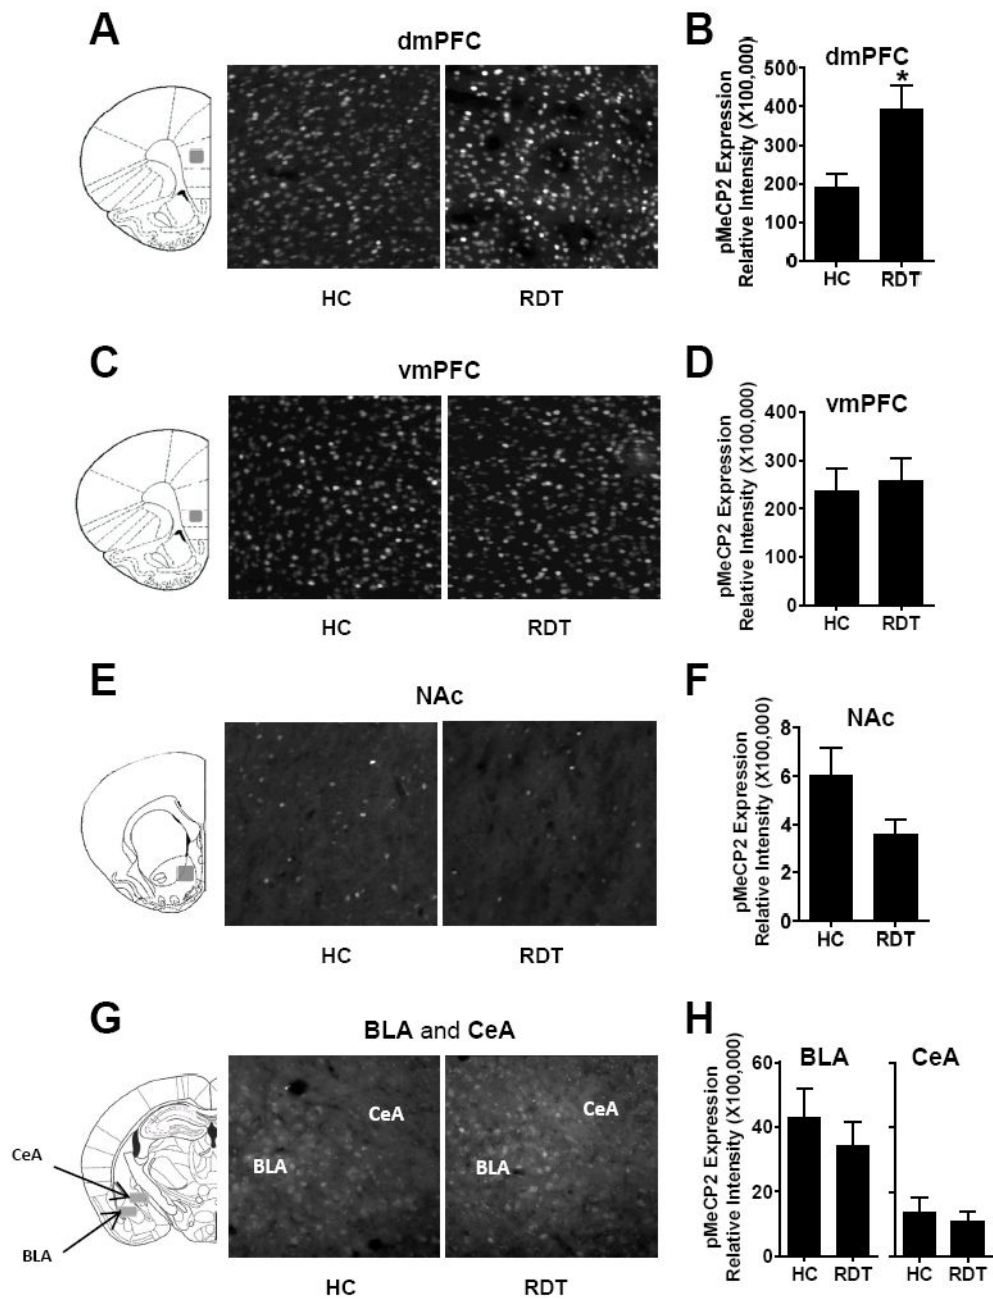 A
dmPFC
HC
RDT
B
dmPFC
pMeCP2 Expression
Relative Intensity (X100,000)
500
400
300
200
100
0
*
HC
RDT
C
vmPFC
HC
RDT
D
vmPFC
pMeCP2 Expression
Relative Intensity (X100,000)
400
300
200
100
0
HC
RDT
E
NAc
HC
RDT
F
NAc
pMeCP2 Expression
Relative Intensity (X100,000)
8
6
4
2
0
HC
RDT
G
BLA and CeA
CeA
BLA
CeA
BLA
CeA
BLA
HC
RDT
H
BLA
CeA
pMeCP2 Expression
Relative Intensity (X100,000)
60
40
20
0
HC
RDT
HC
RDT